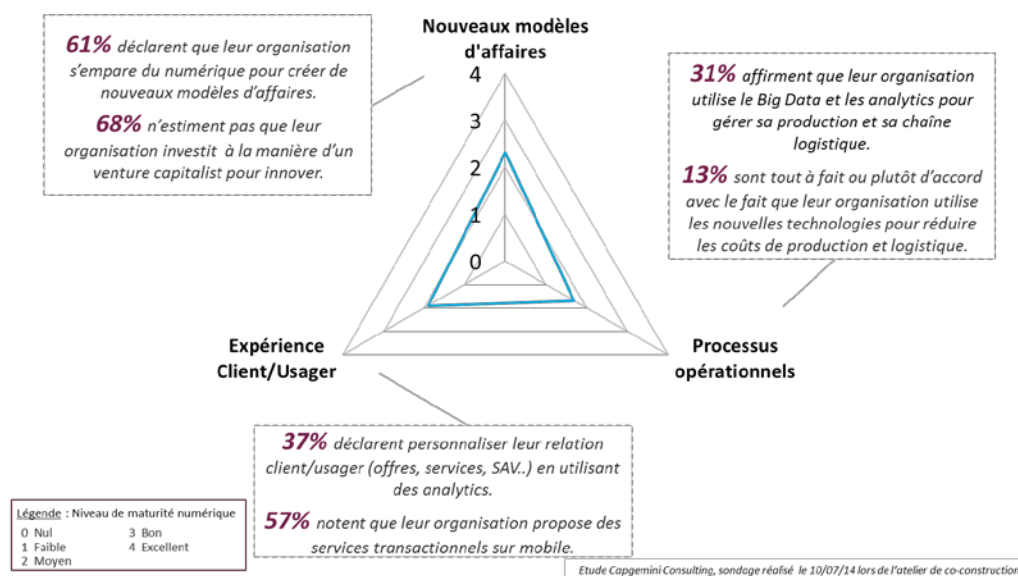 61% déclarent que leur organisation
s'empare du numérique pour créer de
nouveaux modèles d'affaires.
68% n'estiment pas que leur
organisation investit à la manière d'un
venture capitalist pour innover.
Nouveaux modèles
d'affaires
4
3
2
1
0
31% affirment que leur organisation
utilise le Big Data et les analytics pour
gérer sa production et sa chaîne
logistique.
13% sont tout à fait ou plutôt d'accord
avec le fait que leur organisation utilise
les nouvelles technologies pour réduire
les coûts de production et logistique.
Expérience
Client/Usager
Processus
opérationnels
37% déclarent personnaliser leur relation
client/usager (offres, services, SAV..) en utilisant
des analytics.
57% notent que leur organisation propose des
services transactionnels sur mobile.
Légende : Niveau de maturité numérique
0 Nul 3 Bon
1 Faible 4 Excellent
2 Moyen
Etude Capgemini Consulting, sondage réalisé le 10/07/14 lors de l'atelier de co-construction